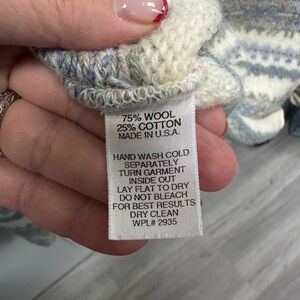 75% WOOL
25% COTTON
MADE IN U.S.A.
HAND WASH COLD
SEPARATELY
TURN GARMENT
INSIDE OUT
LAY FLAT TO DRY
DO NOT BLEACH
FOR BEST RESULTS
DRY CLEAN
WPL# 2935